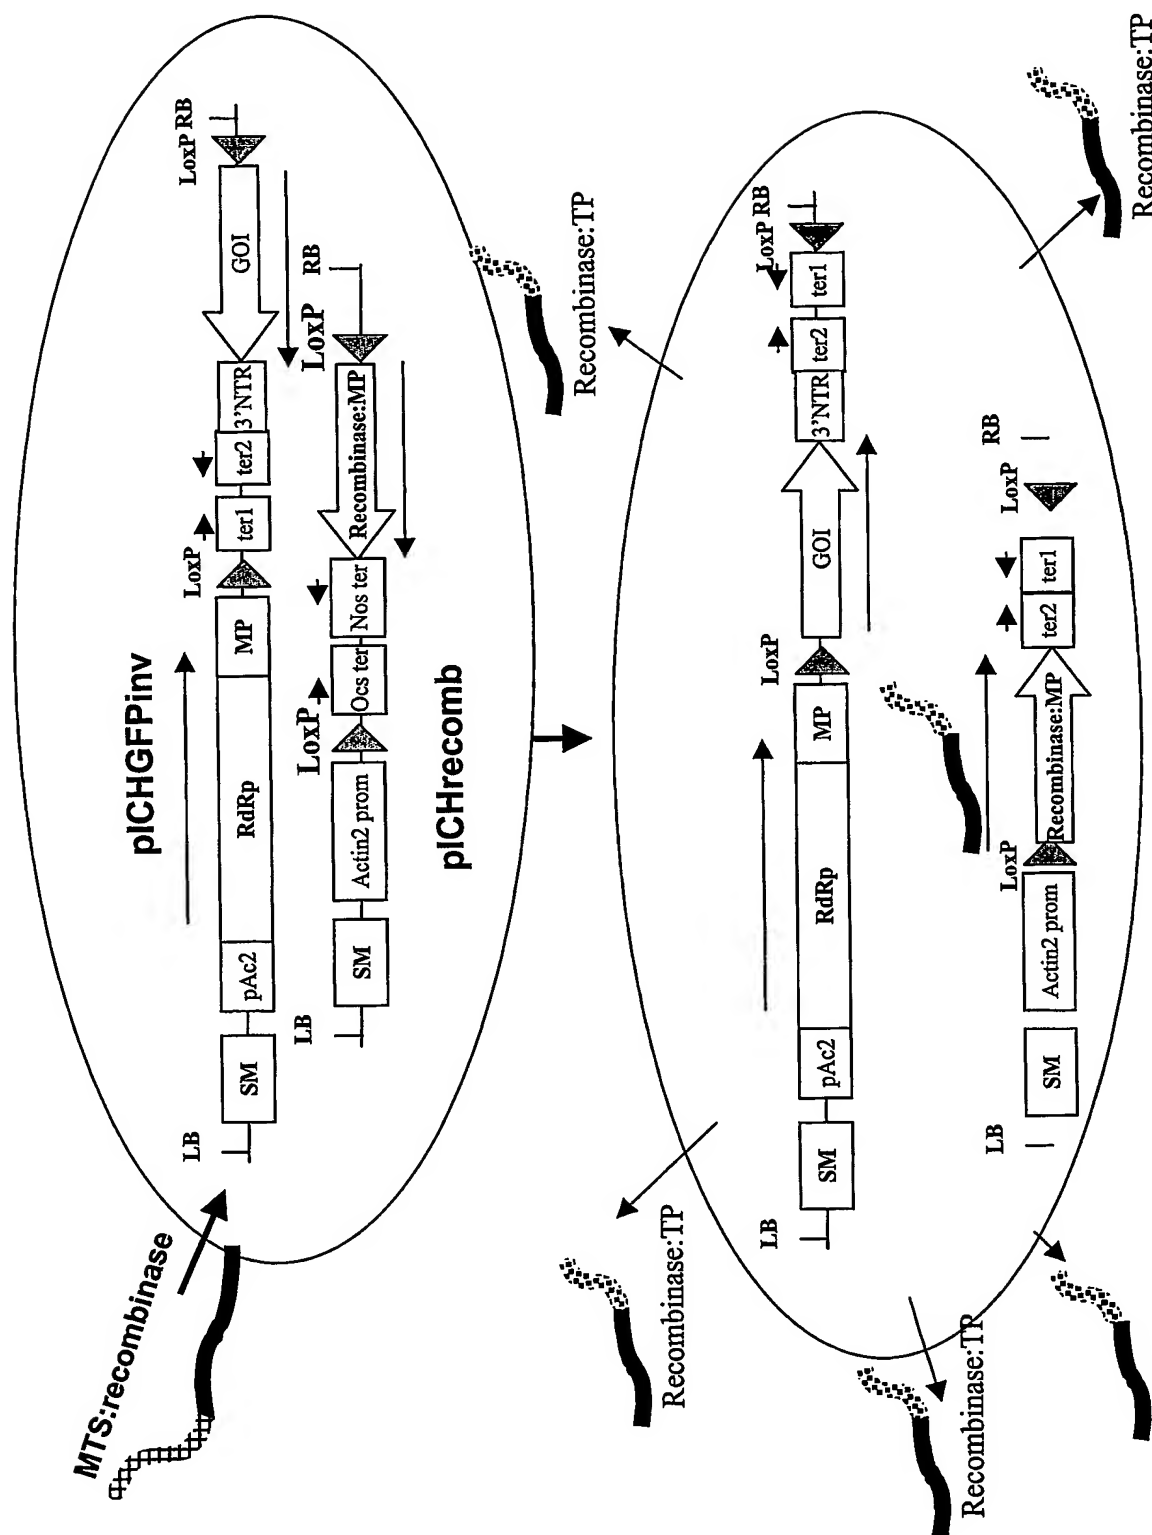 MTS:recombinase
pICHGFPinv
LB
LoxP
LoxP RB
SM
pAc2
RdRp
MP
ter1
ter2
3'NTR
GOI
LB
LoxP
LoxP
RB
SM
Actin2 prom
Ocs ter
Nos ter
Recombinase:MP
pICHrecomb
Recombinase:TP
Recombinase:TP
LB
LoxP
LoxP RB
SM
pAc2
RdRp
MP
GOI
3'NTR
ter2
ter1
LB
LoxP
LoxP
RB
SM
Actin2 prom
Recombinase:MP
ter2
ter1
Recombinase:TP
Recombinase:TP